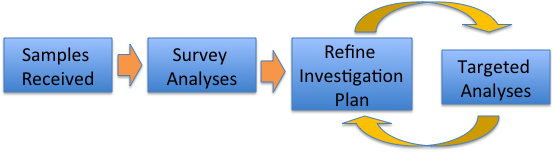 Samples
Received
Survey
Analyses
Refine
Investigation
Plan
Targeted
Analyses